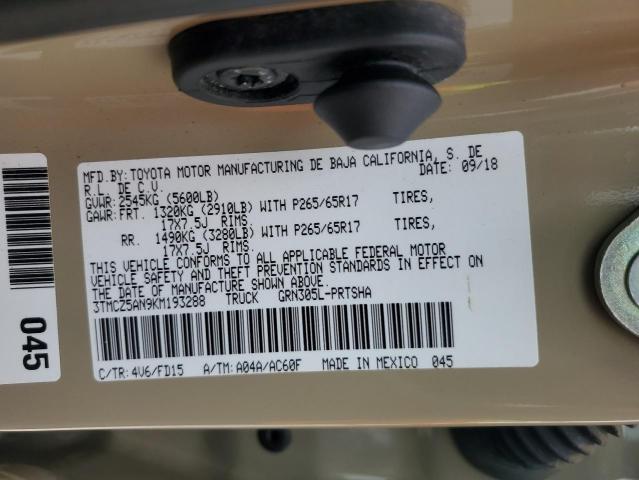 MFD.BY:TOYOTA MOTOR MANUFACTURING DE BAJA CALIFORNIA, S. DE
R.L. DE C.V. DATE: 09/18
GVWR: 2545KG (5600LB)
GAWR:FRT. 1320KG (2910LB) WITH P265/65R17 TIRES,
17X7.5J RIMS
RR. 1490KG (3280LB) WITH P265/65R17 TIRES,
17X7.5J RIMS.
THIS VEHICLE CONFORMS TO ALL APPLICABLE FEDERAL MOTOR
VEHICLE SAFETY AND THEFT PREVENTION STANDARDS IN EFFECT ON
THE DATE OF MANUFACTURE SHOWN ABOVE.
3TMCZ5AN9KM193288 TRUCK GRN305L-PRTSHA
C/TR: 4V6/FD15 A/TM: A04A/AC60F MADE IN MEXICO 045
045